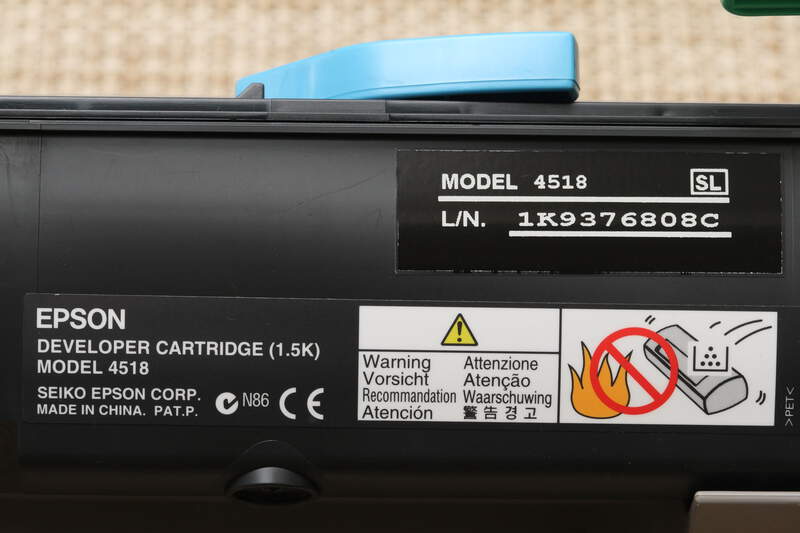 MODEL 4518 SL
L/N. 1K9376808C
EPSON
DEVELOPER CARTRIDGE (1.5K)
MODEL 4518
SEIKO EPSON CORP.
MADE IN CHINA. PAT.P.
N86 CE
Warning Attenzione
Vorsicht Atenção
Recommandation Waarschuwing
Atención 警告 경고
>PET<